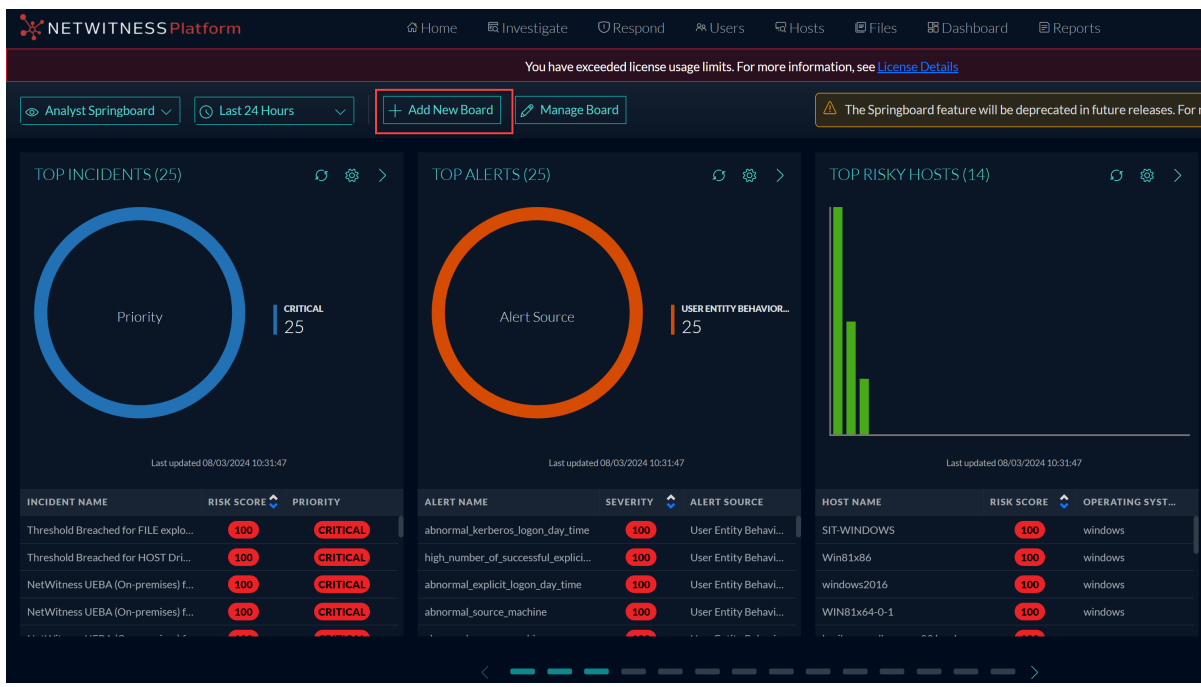 NETWITNESS Platform
Home Investigate Respond Users Hosts Files Dashboard Reports
You have exceeded license usage limits. For more information, see License Details
Analyst Springboard Last 24 Hours + Add New Board Manage Board The Springboard feature will be deprecated in future releases. For
TOP INCIDENTS (25)
Priority
CRITICAL
25
Last updated 08/03/2024 10:31:47
INCIDENT NAME RISK SCORE PRIORITY
Threshold Breached for FILE explo... 100 CRITICAL
Threshold Breached for HOST Dri... 100 CRITICAL
NetWitness UEBA (On-premises) f... 100 CRITICAL
NetWitness UEBA (On-premises) f... 100 CRITICAL
TOP ALERTS (25)
Alert Source
USER ENTITY BEHAVIOR...
25
Last updated 08/03/2024 10:31:47
ALERT NAME SEVERITY ALERT SOURCE
abnormal_kerberos_logon_day_time 100 User Entity Behavi...
high_number_of_successful_explici... 100 User Entity Behavi...
abnormal_explicit_logon_day_time 100 User Entity Behavi...
abnormal_source_machine 100 User Entity Behavi...
TOP RISKY HOSTS (14)
Last updated 08/03/2024 10:31:47
HOST NAME RISK SCORE OPERATING SYST...
SIT-WINDOWS 100 windows
Win81x86 100 windows
windows2016 100 windows
WIN81x64-0-1 100 windows